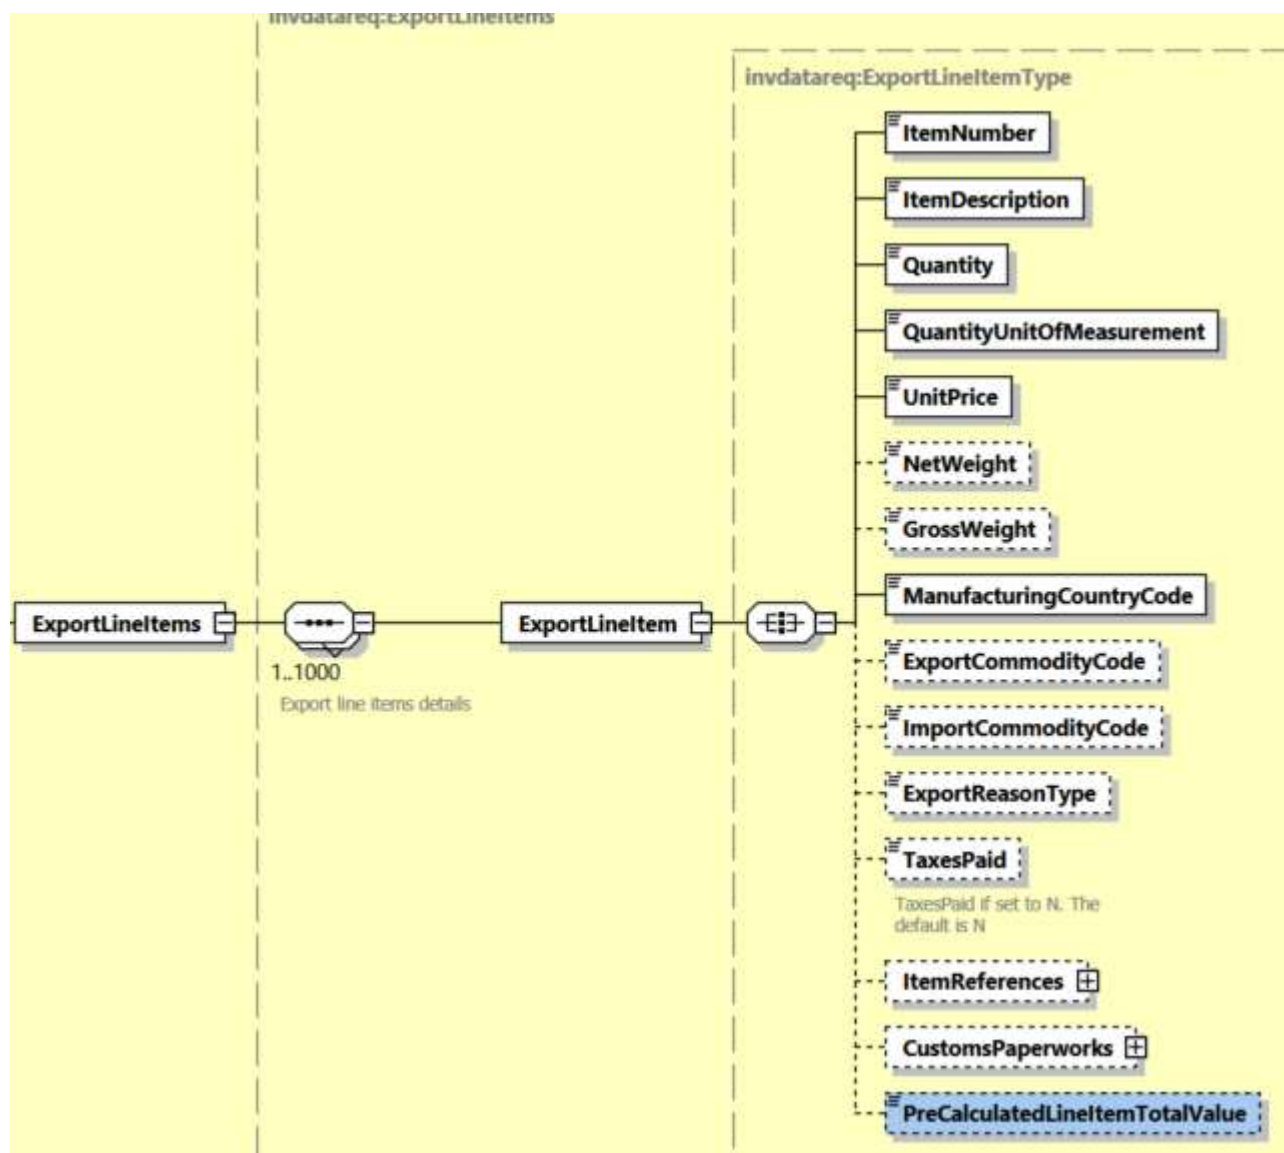 invdatareq:ExportLineItems
invdatareq:ExportLineItemType
ItemNumber
ItemDescription
Quantity
QuantityUnitOfMeasurement
UnitPrice
NetWeight
GrossWeight
ManufacturingCountryCode
ExportLineItems
ExportLineItem
1..1000
Export line items details
ExportCommodityCode
ImportCommodityCode
ExportReasonType
TaxesPaid
TaxesPaid if set to N. The
default is N
ItemReferences
CustomsPaperworks
PreCalculatedLineItemTotalValue